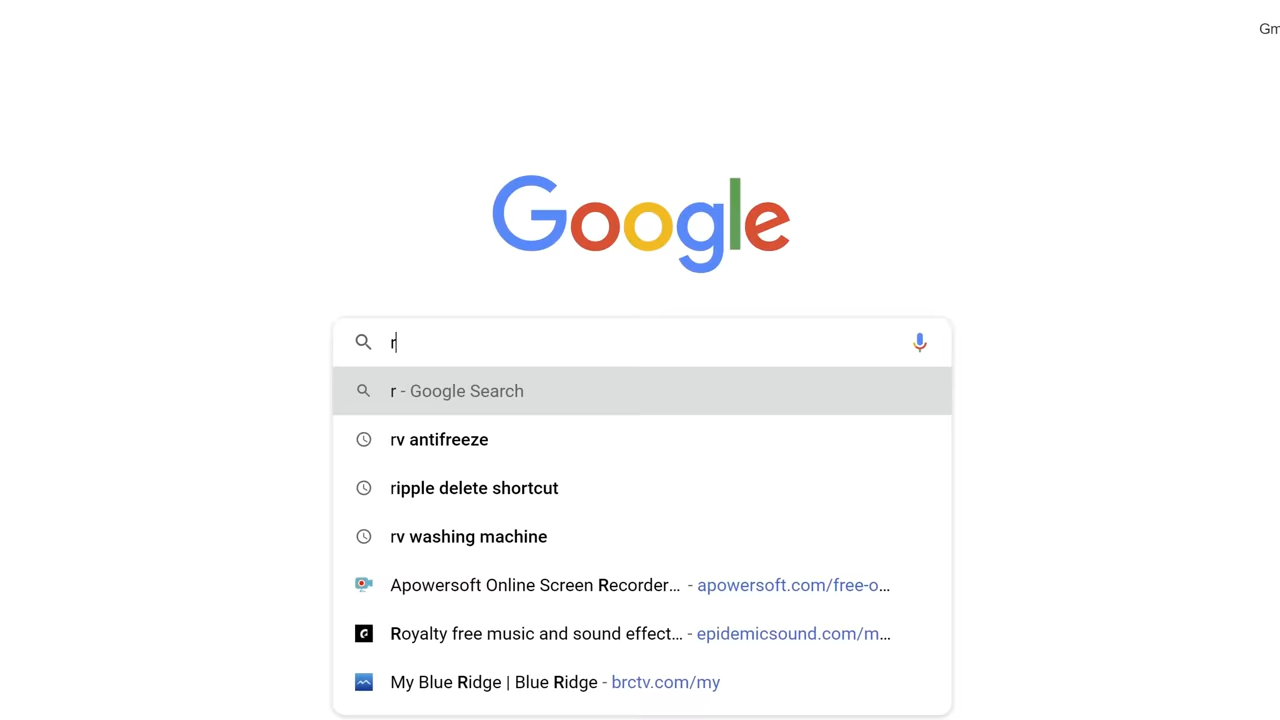 Gm
Google
r
r - Google Search
rv antifreeze
ripple delete shortcut
rv washing machine
Apowersoft Online Screen Recorder... - apowersoft.com/free-o...
Royalty free music and sound effect... - epidemicsound.com/m...
My Blue Ridge | Blue Ridge - brctv.com/my